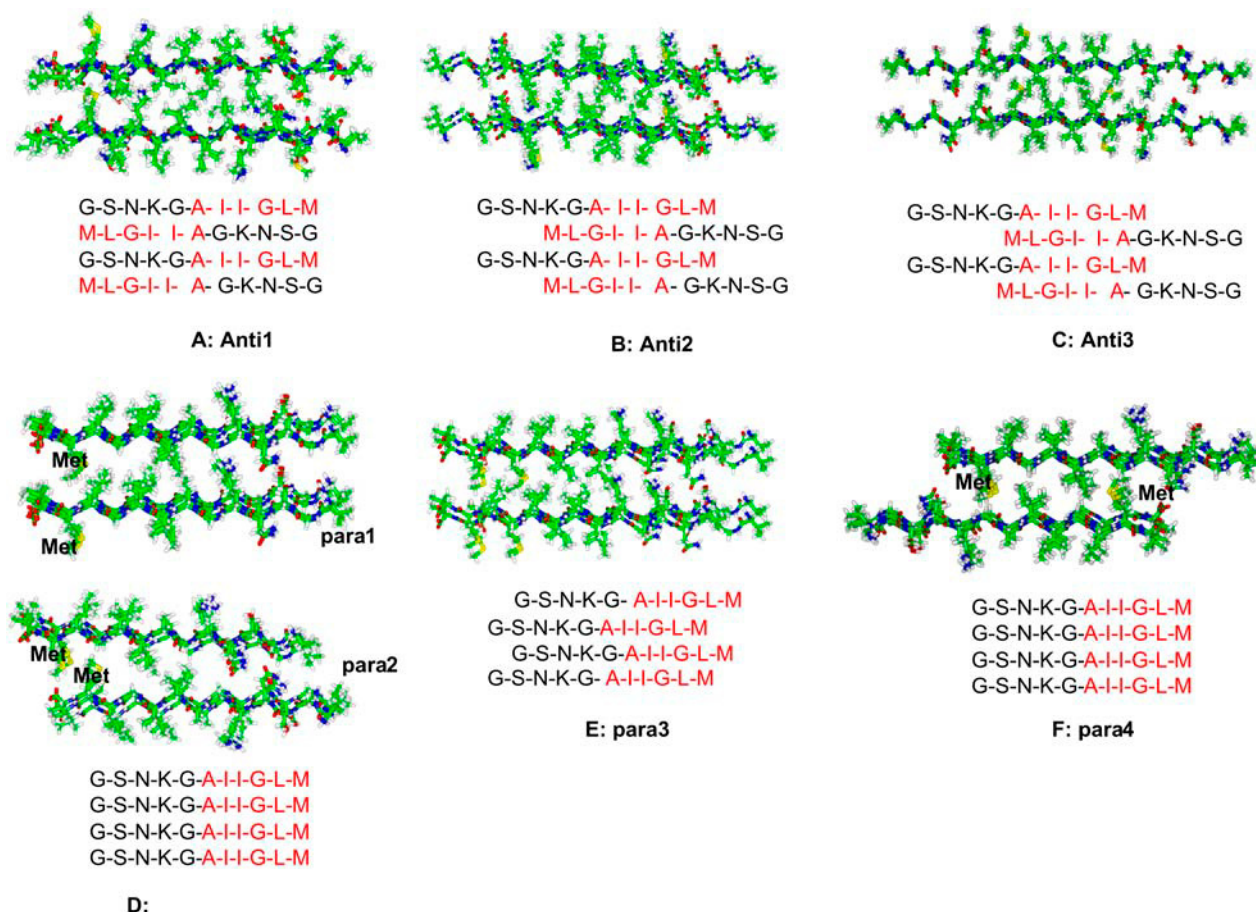 G-S-N-K-G-A- I- I- G-L-M
M-L-G-I- I- A-G-K-N-S-G
G-S-N-K-G-A- I-I- G-L-M
M-L-G-I-I- A- G-K-N-S-G
A: Anti1
G-S-N-K-G-A- I-I- G-L-M
M-L-G-I- I- A-G-K-N-S-G
G-S-N-K-G-A- I-I- G-L-M
M-L-G-I-I- A- G-K-N-S-G
B: Anti2
G-S-N-K-G-A- I-I- G-L-M
M-L-G-I- I- A-G-K-N-S-G
G-S-N-K-G-A- I-I- G-L-M
M-L-G-I- I- A- G-K-N-S-G
C: Anti3
Met
Met
para1
Met
Met
para2
G-S-N-K-G-A-I-I-G-L-M
G-S-N-K-G-A-I-I-G-L-M
G-S-N-K-G-A-I-I-G-L-M
G-S-N-K-G-A-I-I-G-L-M
D:
G-S-N-K-G- A-I-I-G-L-M
G-S-N-K-G-A-I-I-G-L-M
G-S-N-K-G-A-I-I-G-L-M
G-S-N-K-G- A-I-I-G-L-M
E: para3
Met
Met
G-S-N-K-G-A-I-I-G-L-M
G-S-N-K-G-A-I-I-G-L-M
G-S-N-K-G-A-I-I-G-L-M
G-S-N-K-G-A-I-I-G-L-M
F: para4